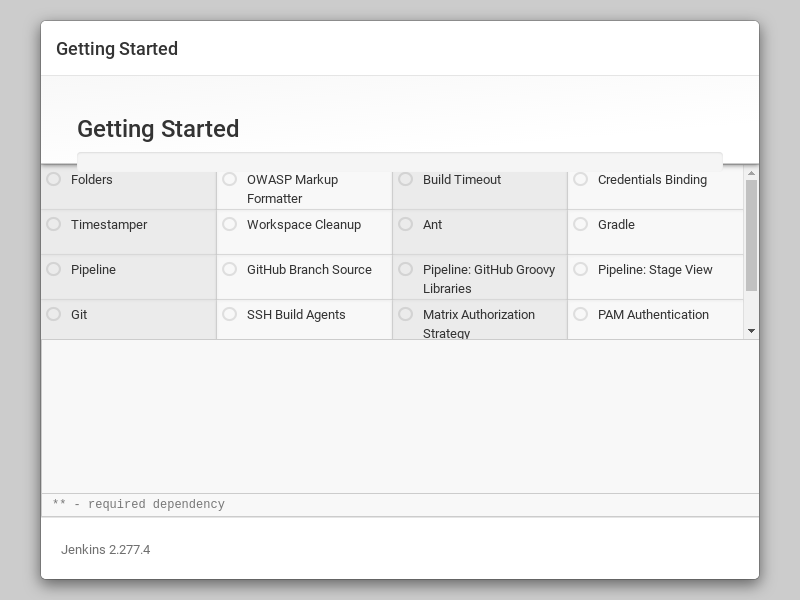 Getting Started
Getting Started
Folders
OWASP Markup
Formatter
Build Timeout
Credentials Binding
Timestamper
Workspace Cleanup
Ant
Gradle
Pipeline
GitHub Branch Source
Pipeline: GitHub Groovy
Libraries
Pipeline: Stage View
Git
SSH Build Agents
Matrix Authorization
Strategy
PAM Authentication
** - required dependency
Jenkins 2.277.4